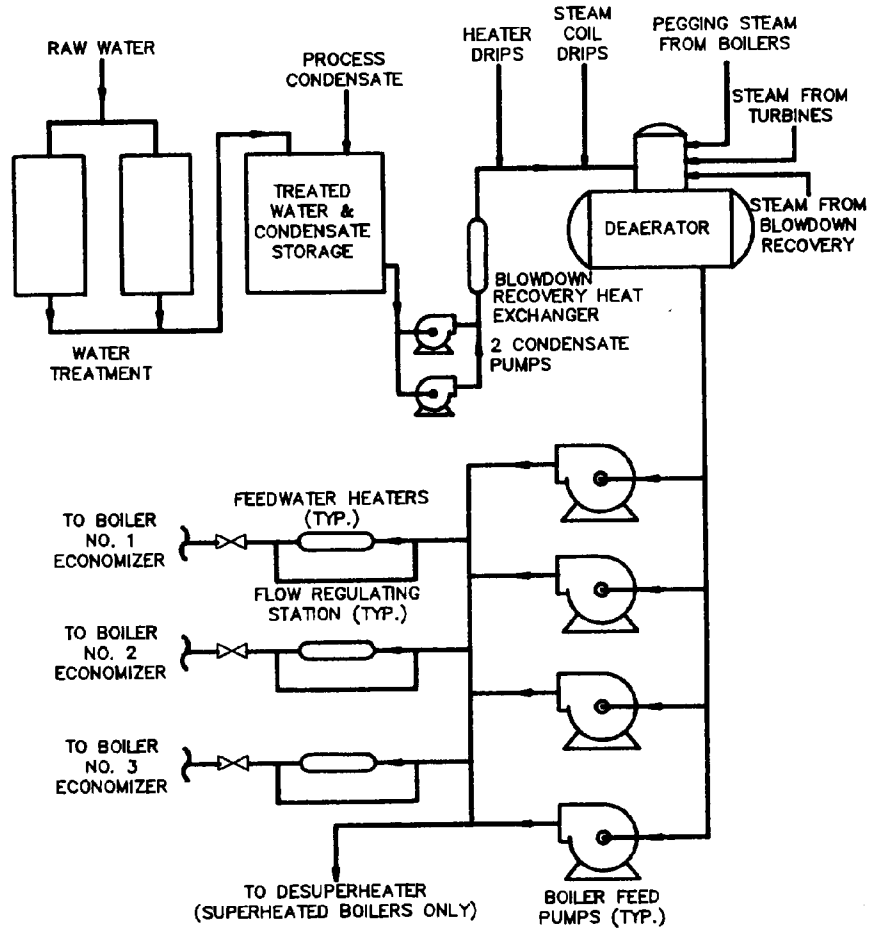 RAW WATER
PROCESS
CONDENSATE
HEATER
DRIPS
STEAM
COIL
DRIPS
PEGGING STEAM
FROM BOILERS
STEAM FROM
TURBINES
TREATED
WATER &
CONDENSATE
STORAGE
DEAERATOR
STEAM FROM
BLOWDOWN
RECOVERY
BLOWDOWN
RECOVERY HEAT
EXCHANGER
2 CONDENSATE
PUMPS
WATER
TREATMENT
FEEDWATER HEATERS
(TYP.)
TO BOILER
NO. 1
ECONOMIZER
FLOW REGULATING
STATION (TYP.)
TO BOILER
NO. 2
ECONOMIZER
TO BOILER
NO. 3
ECONOMIZER
TO DESUPERHEATER
(SUPERHEATED BOILERS ONLY)
BOILER FEED
PUMPS (TYP.)